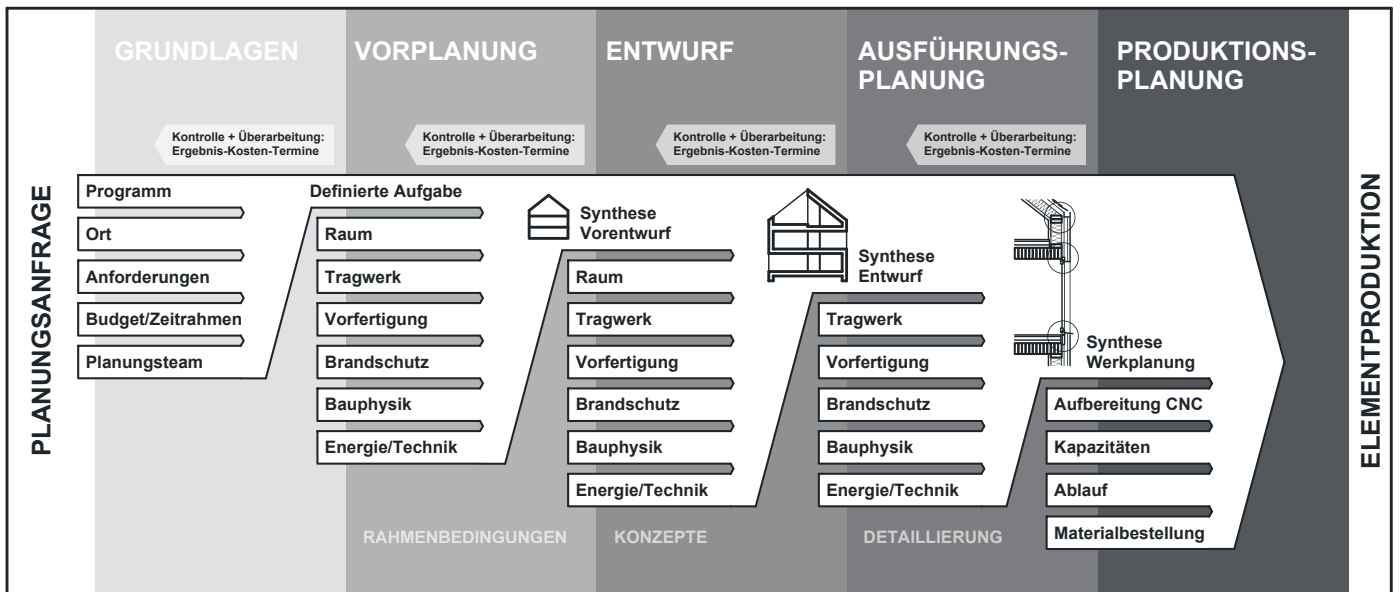 PLANUNGSANFRAGE
GRUNDLAGEN
Kontrolle + Überarbeitung:
Ergebnis-Kosten-Termine
Programm
Ort
Anforderungen
Budget/Zeitrahmen
Planungsteam
VORPLANUNG
Kontrolle + Überarbeitung:
Ergebnis-Kosten-Termine
Definierte Aufgabe
Raum
Tragwerk
Vorfertigung
Brandschutz
Bauphysik
Energie/Technik
RAHMENBEDINGUNGEN
ENTWURF
Kontrolle + Überarbeitung:
Ergebnis-Kosten-Termine
Synthese
Vorentwurf
Raum
Tragwerk
Vorfertigung
Brandschutz
Bauphysik
Energie/Technik
KONZEPTE
AUSFÜHRUNGS-
PLANUNG
Kontrolle + Überarbeitung:
Ergebnis-Kosten-Termine
Synthese
Entwurf
Tragwerk
Vorfertigung
Brandschutz
Bauphysik
Energie/Technik
DETAILLIERUNG
PRODUKTIONS-
PLANUNG
Synthese
Werkplanung
Aufbereitung CNC
Kapazitäten
Ablauf
Materialbestellung
ELEMENTPRODUKTION